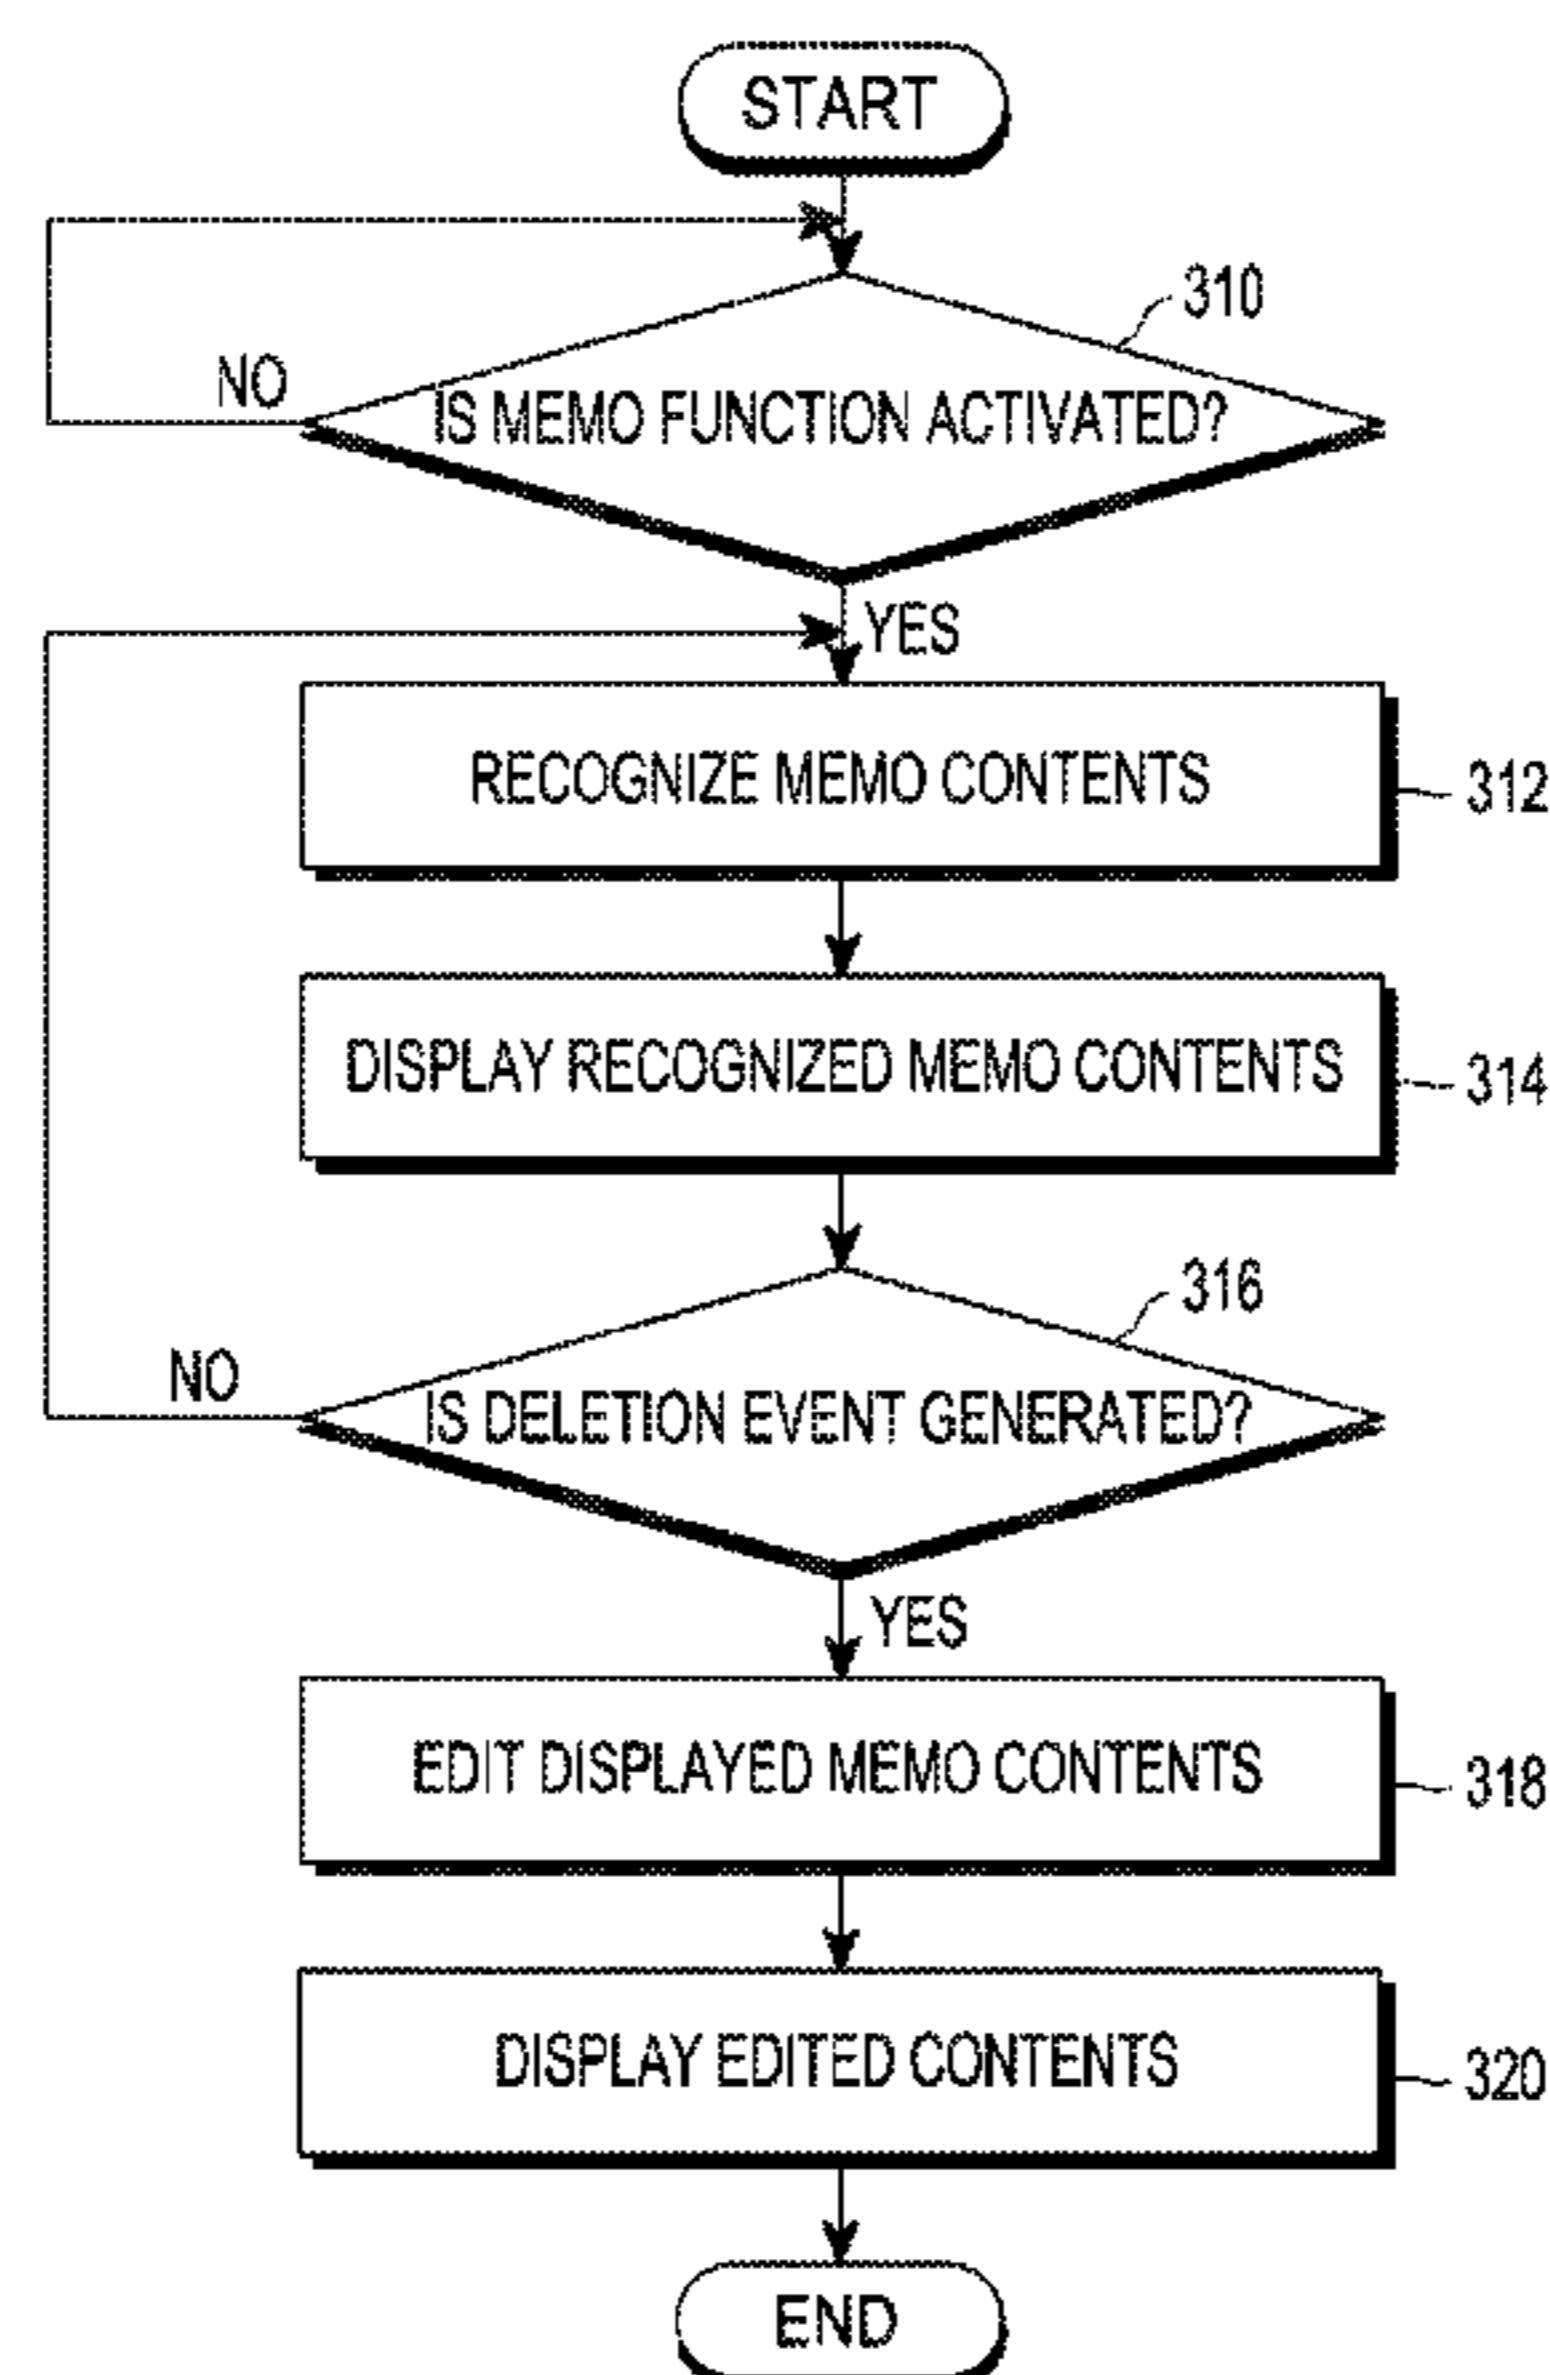 START
310
NO
IS MEMO FUNCTION ACTIVATED?
YES
RECOGNIZE MEMO CONTENTS
312
DISPLAY RECOGNIZED MEMO CONTENTS
314
316
NO
IS DELETION EVENT GENERATED?
YES
EDIT DISPLAYED MEMO CONTENTS
318
DISPLAY EDITED CONTENTS
320
END